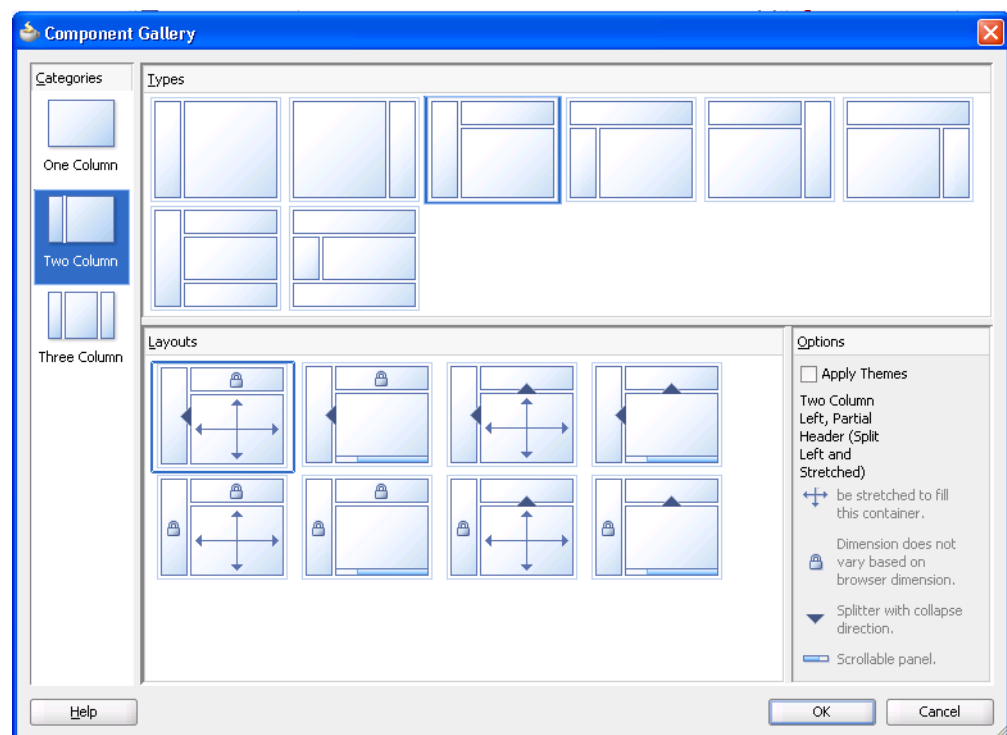 Component Gallery
Categories
Types
One Column
Two Column
Three Column
Layouts
Options
Apply Themes
Two Column
Left, Partial
Header (Split
Left and
Stretched)
be stretched to fill
this container.
Dimension does not
vary based on
browser dimension.
Splitter with collapse
direction.
Scrollable panel.
Help
OK
Cancel